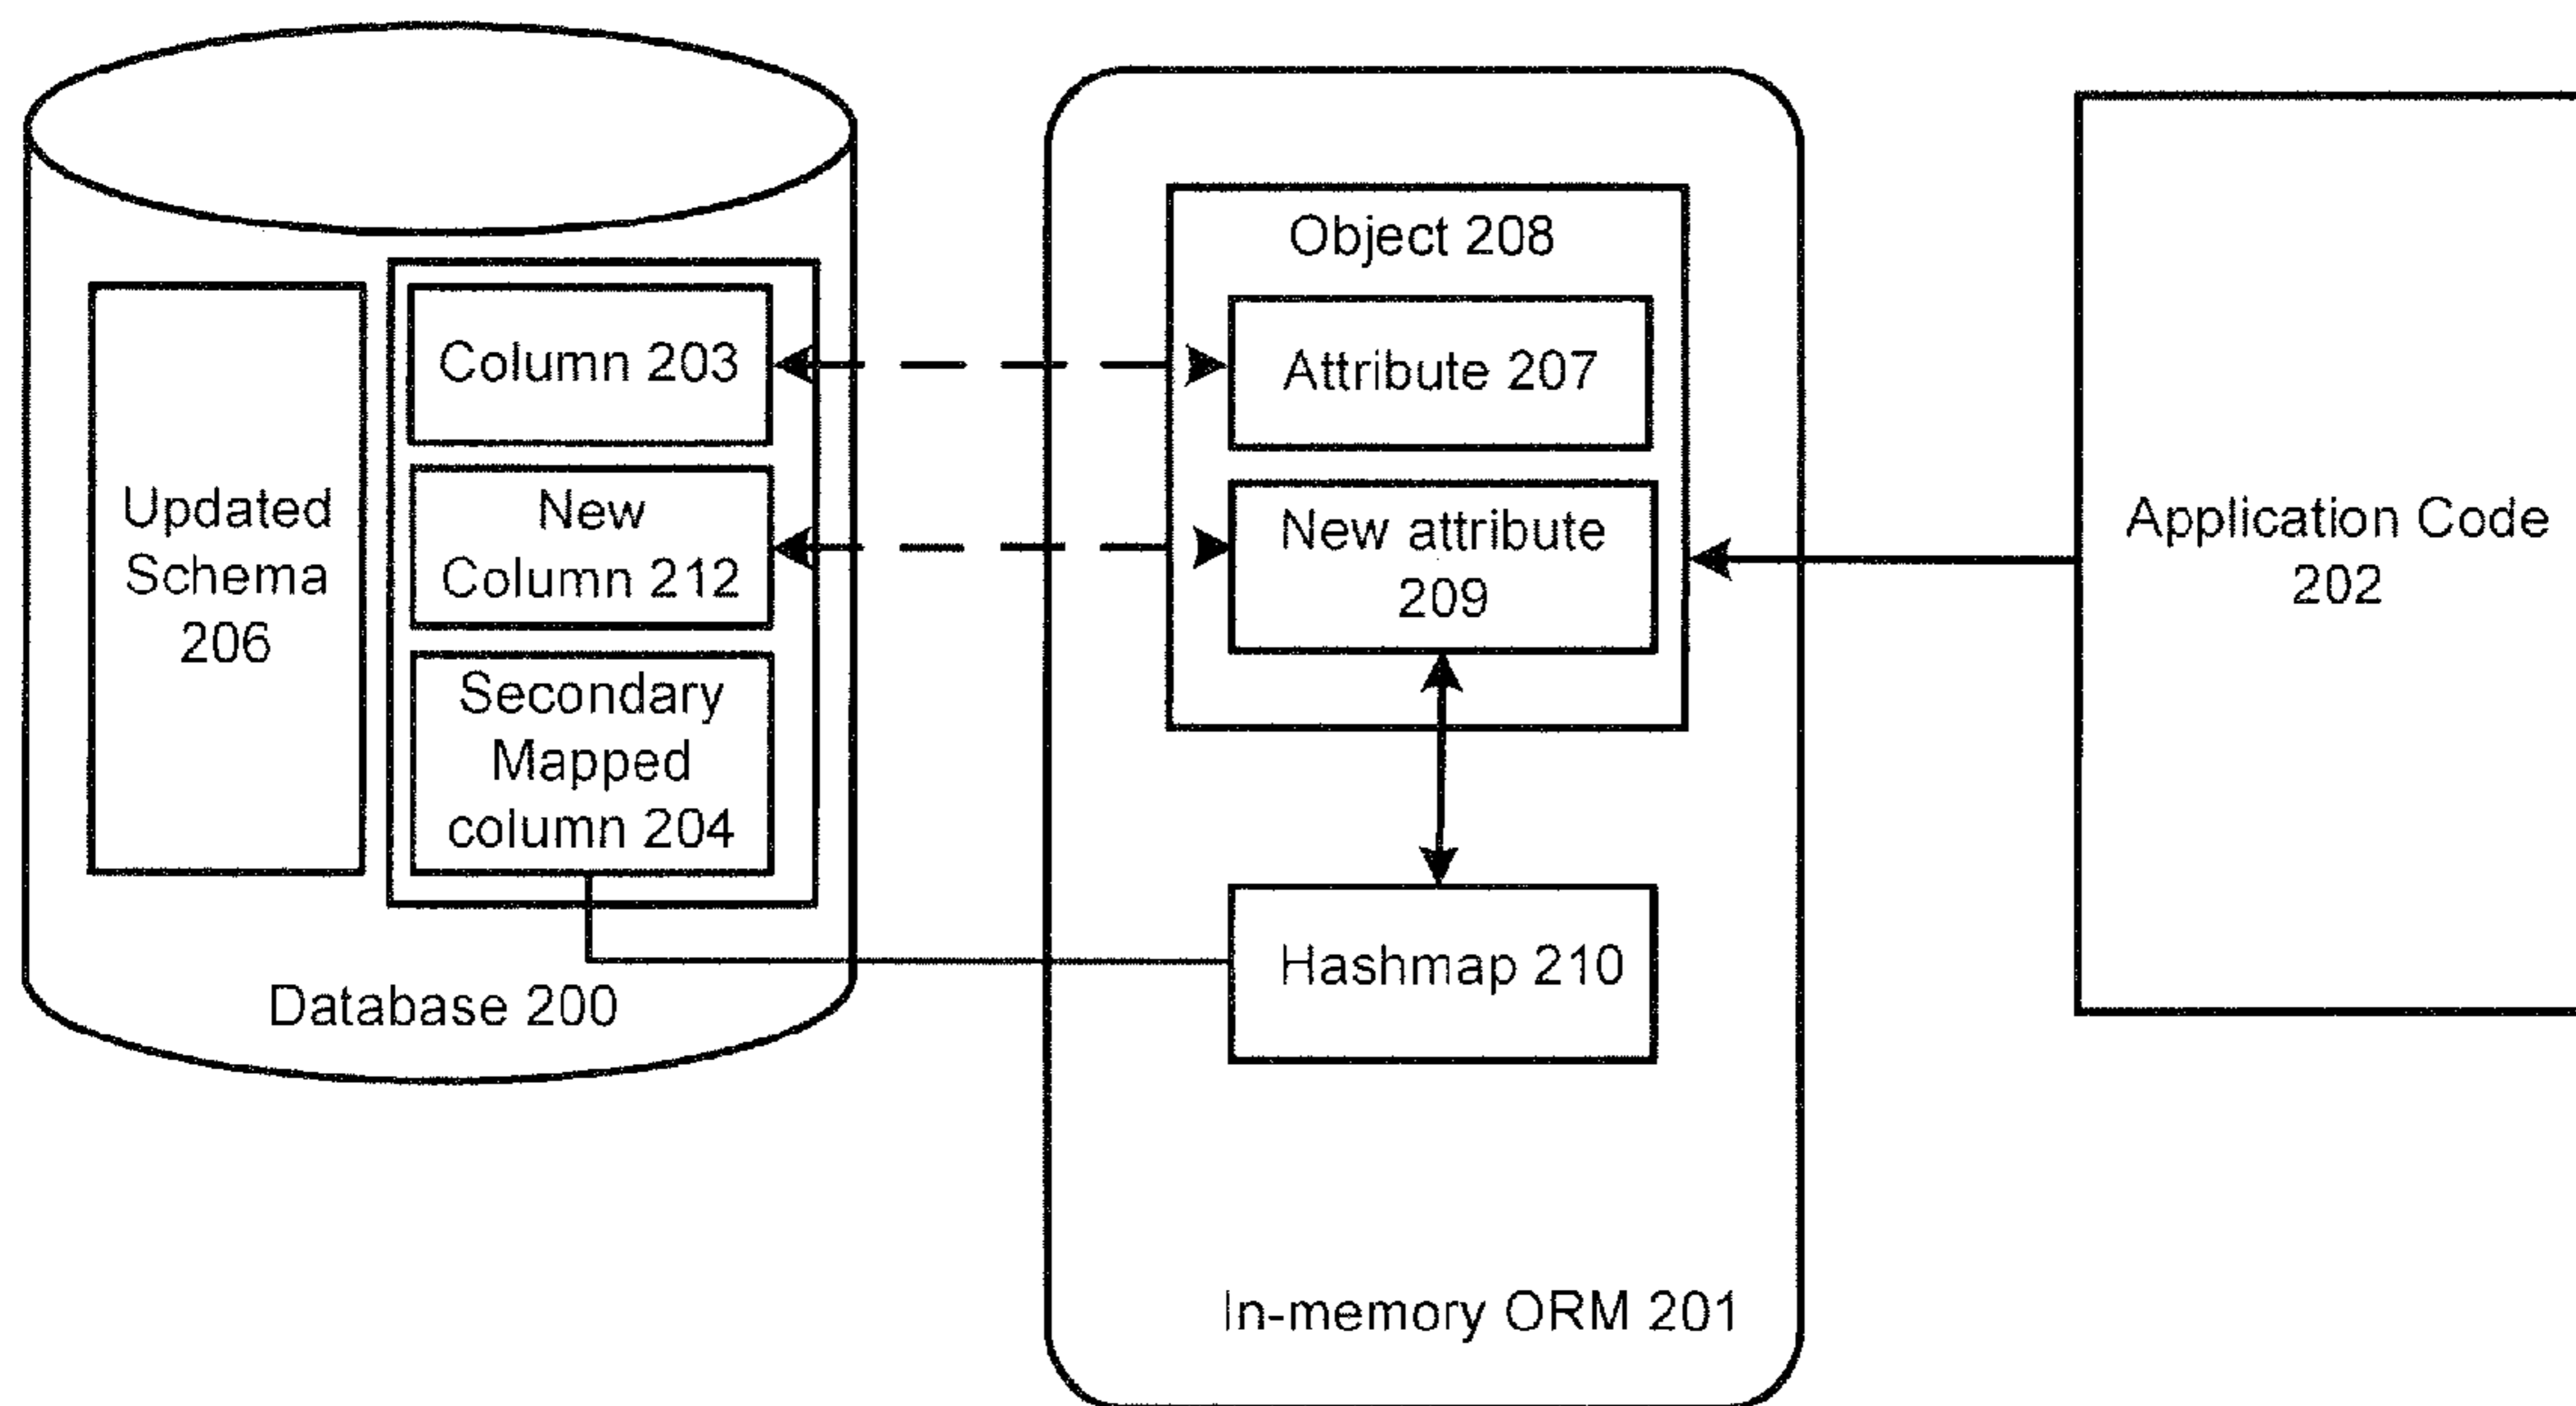 Updated
Schema
206
Column 203
New
Column 212
Secondary
Mapped
column 204
Database 200
Object 208
Attribute 207
New attribute
209
Hashmap 210
In-memory ORM 201
Application Code
202